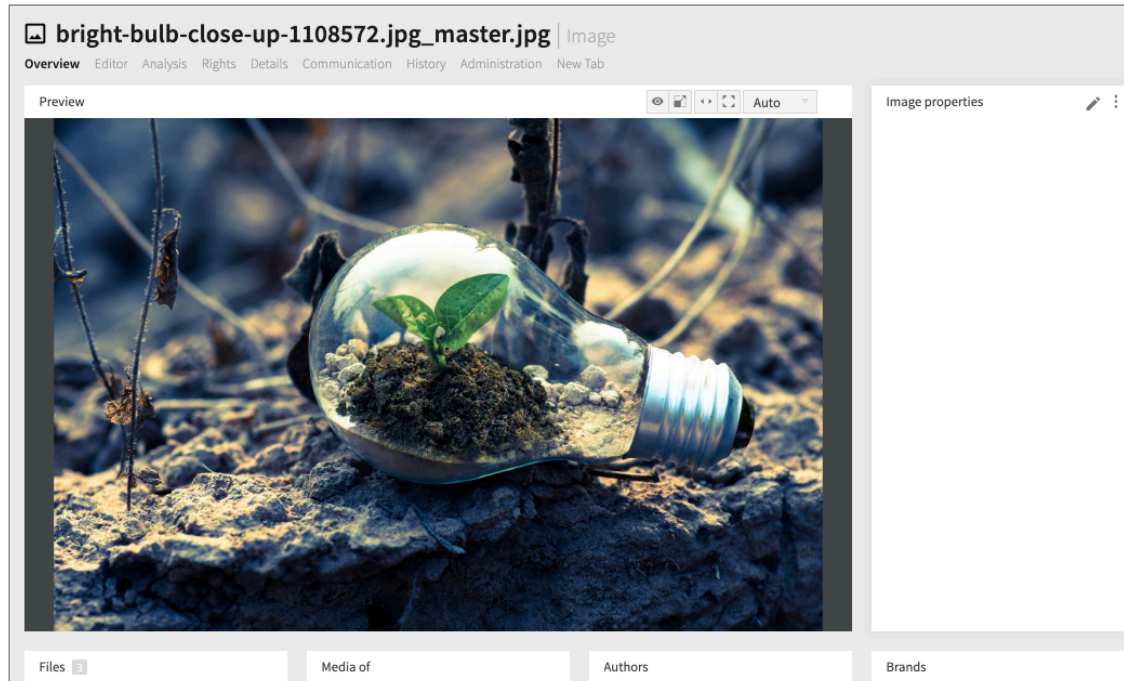 bright-bulb-close-up-1108572.jpg_master.jpg Image
Overview Editor Analysis Rights Details Communication History Administration New Tab
Preview Auto
Image properties
Files 3
Media of
Authors
Brands